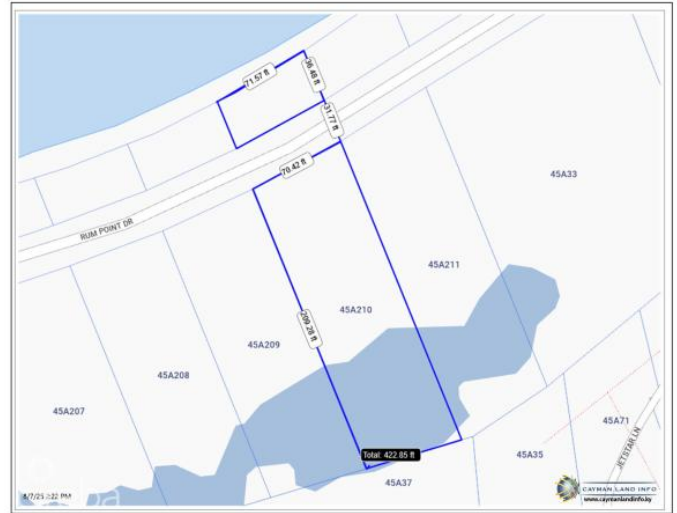 71.57 ft
36.48 ft
31.77 ft
70.42 ft
45A33
RUM POINT DR
45A211
209.28 ft
45A210
45A209
45A208
45A207
45A71
Total: 422.85 ft
45A35
JETSTAR LN
45A37
CAYMAN LAND INFO
www.caymanlandinfo.ky